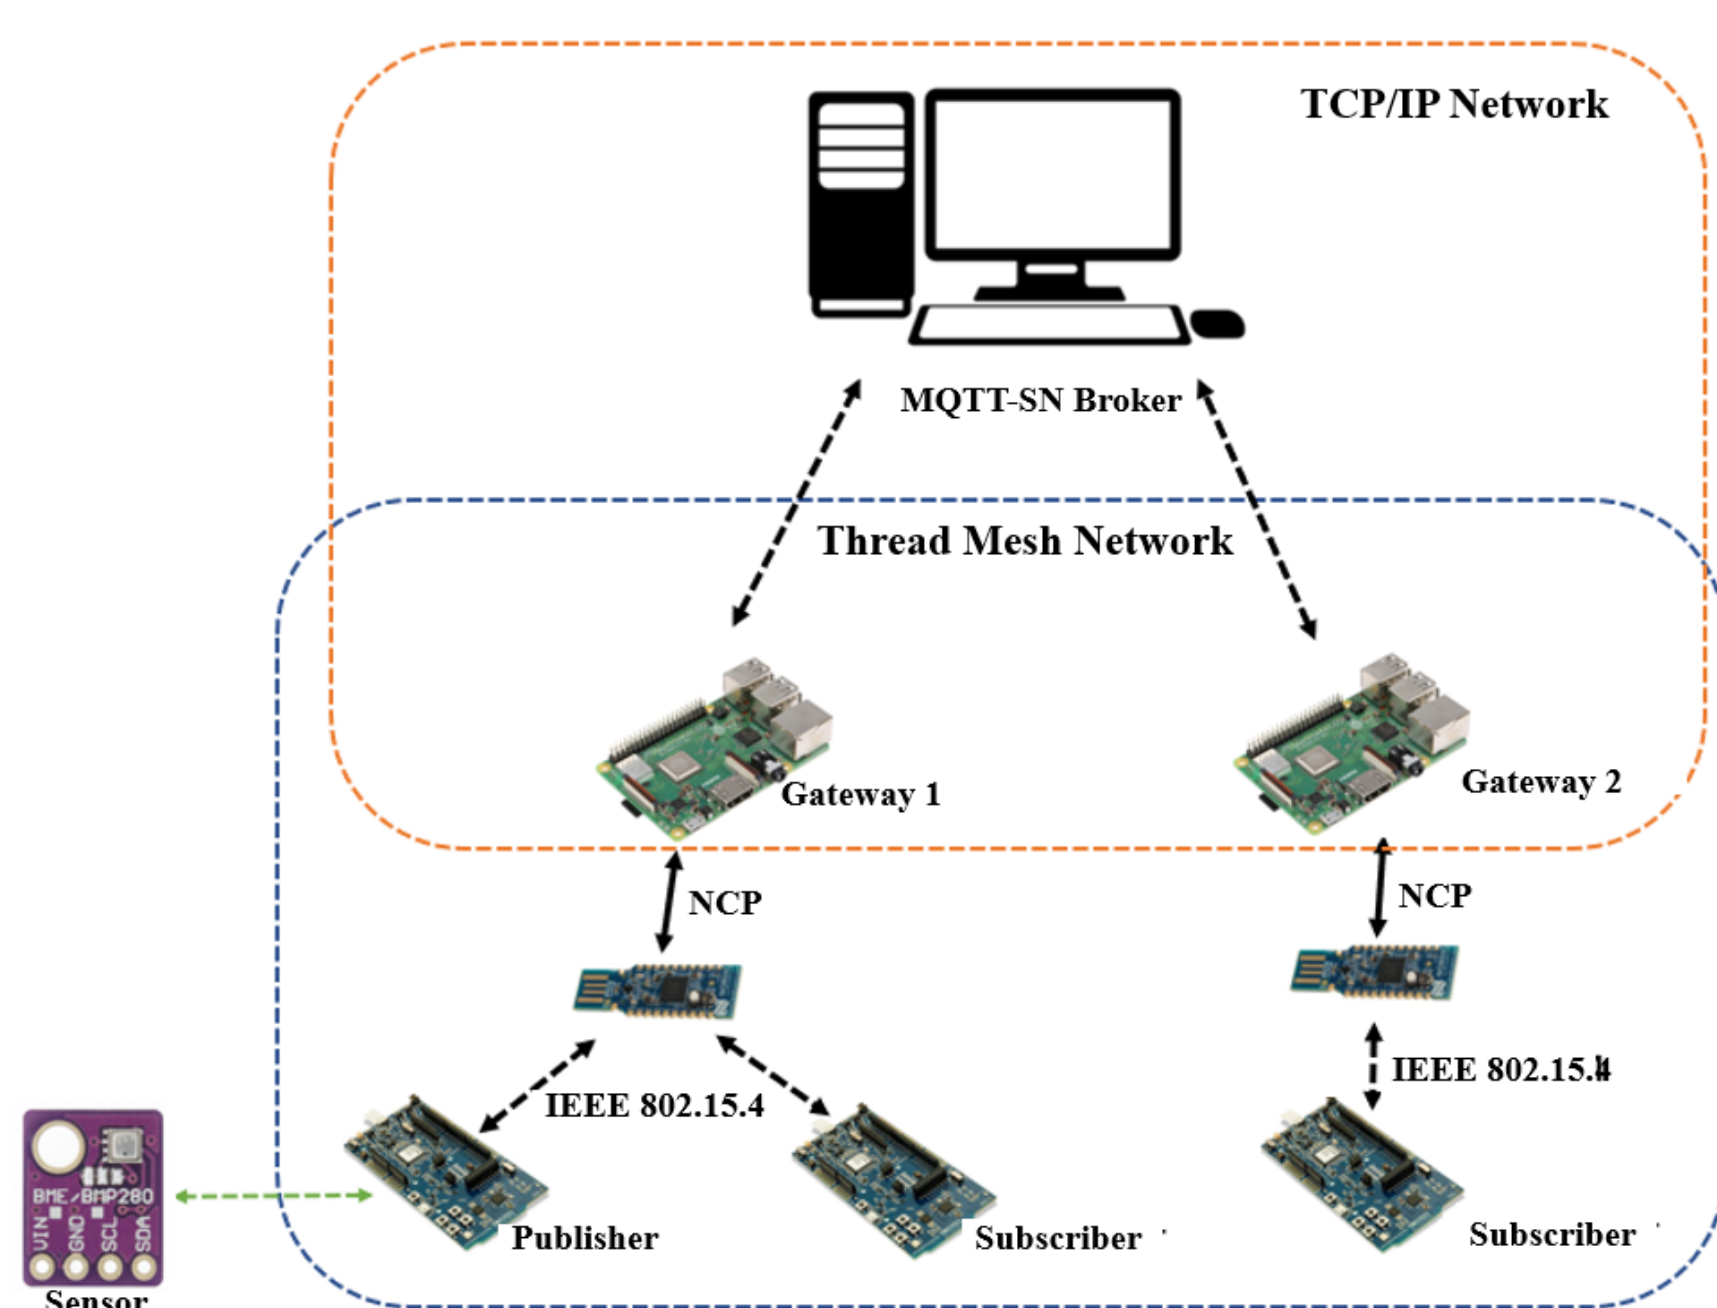 TCP/IP Network
MQTT-SN Broker
Thread Mesh Network
Gateway 1
Gateway 2
NCP
NCP
IEEE 802.15.4
IEEE 802.15.4
BME/BMP280
VIN
GND
SCL
SDA
Publisher
Subscriber
Subscriber
Sensor